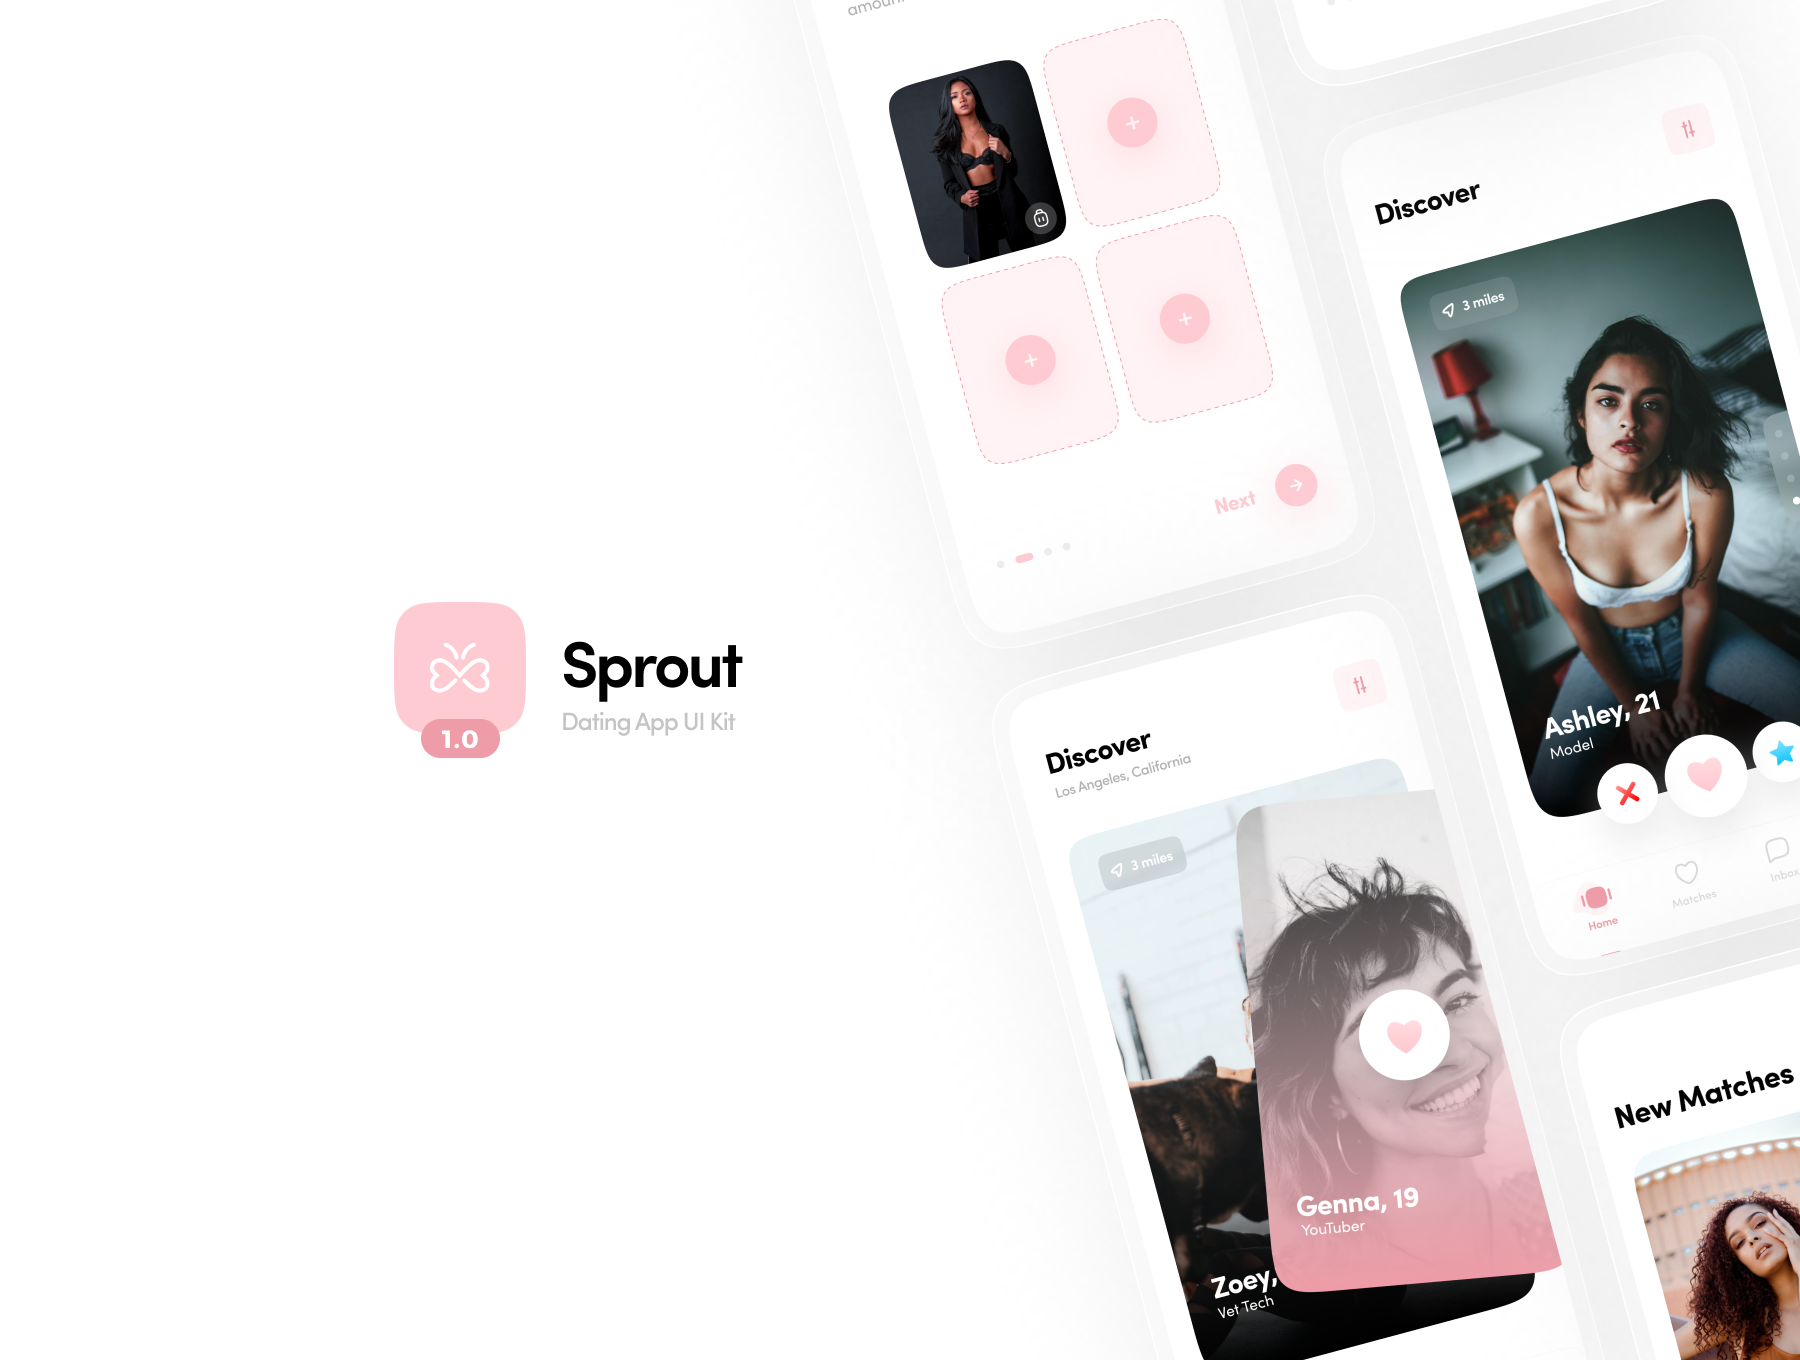 Sprout
Dating App UI Kit
1.0
Next
Discover
3 miles
Ashley, 21
Model
Home
Matches
Inbox
Discover
Los Angeles, California
3 miles
Genna, 19
YouTuber
Zoey,
Vet Tech
New Matches